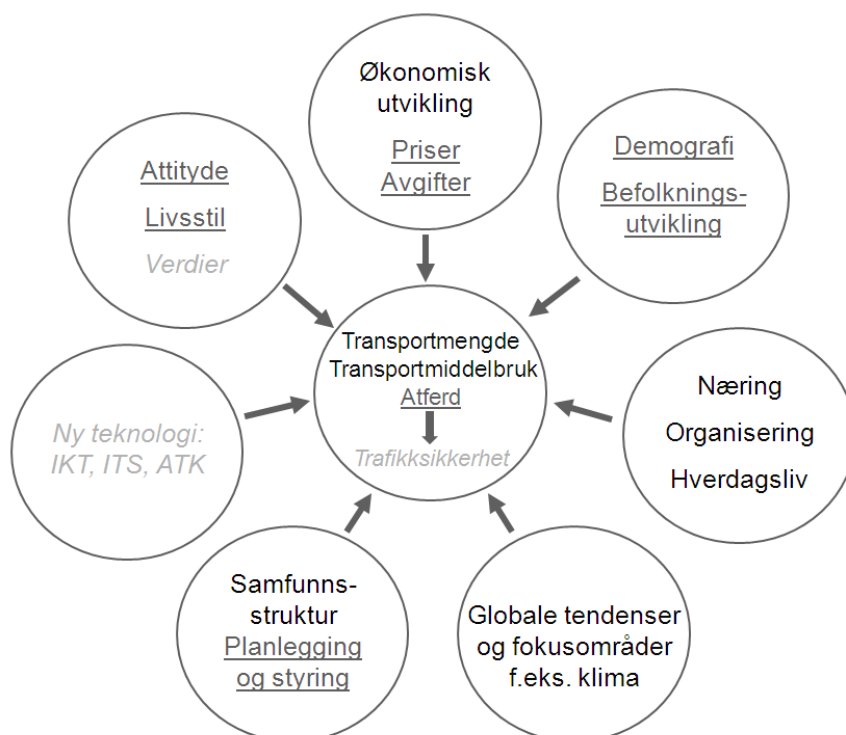 Økonomisk
utvikling
Priser
Avgifter
Attityde
Livsstil
Verdier
Demografi
Befolknings-
utvikling
Transportmengde
Transportmiddelbruk
Atferd
Trafikksikkerhet
Ny teknologi:
IKT, ITS, ATK
Næring
Organisering
Hverdagsliv
Samfunns-
struktur
Planlegging
og styring
Globale tendenser
og fokusområder
f.eks. klima